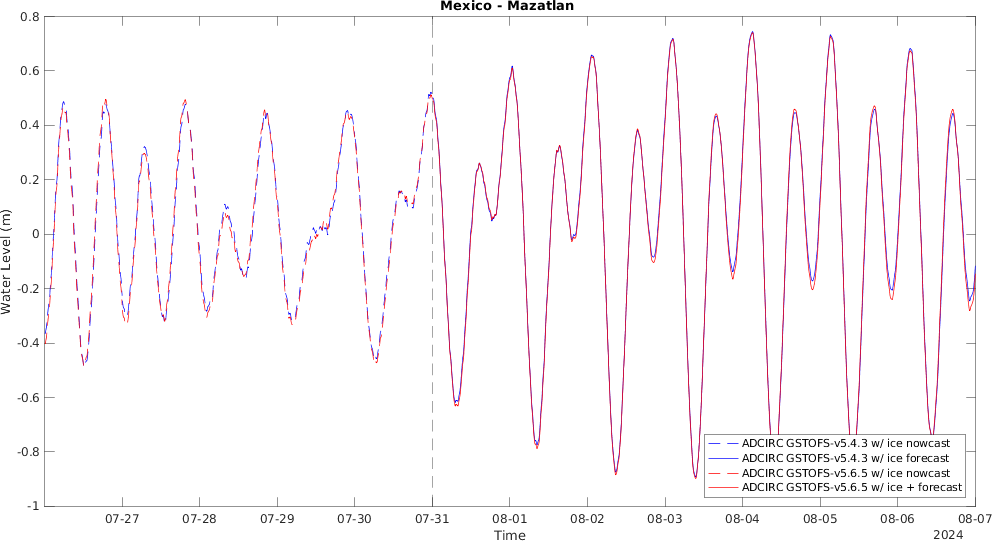 Mexico - Mazatlan
Water Level (m)
0.8
0.6
0.4
0.2
0
-0.2
-0.4
-0.6
-0.8
-1
ADCIRC GSTOFS-v5.4.3 w/ ice nowcast
ADCIRC GSTOFS-v5.4.3 w/ ice forecast
ADCIRC GSTOFS-v5.6.5 w/ ice nowcast
ADCIRC GSTOFS-v5.6.5 w/ ice + forecast
07-27 07-28 07-29 07-30 07-31 08-01 08-02 08-03 08-04 08-05 08-06 08-07
Time
2024